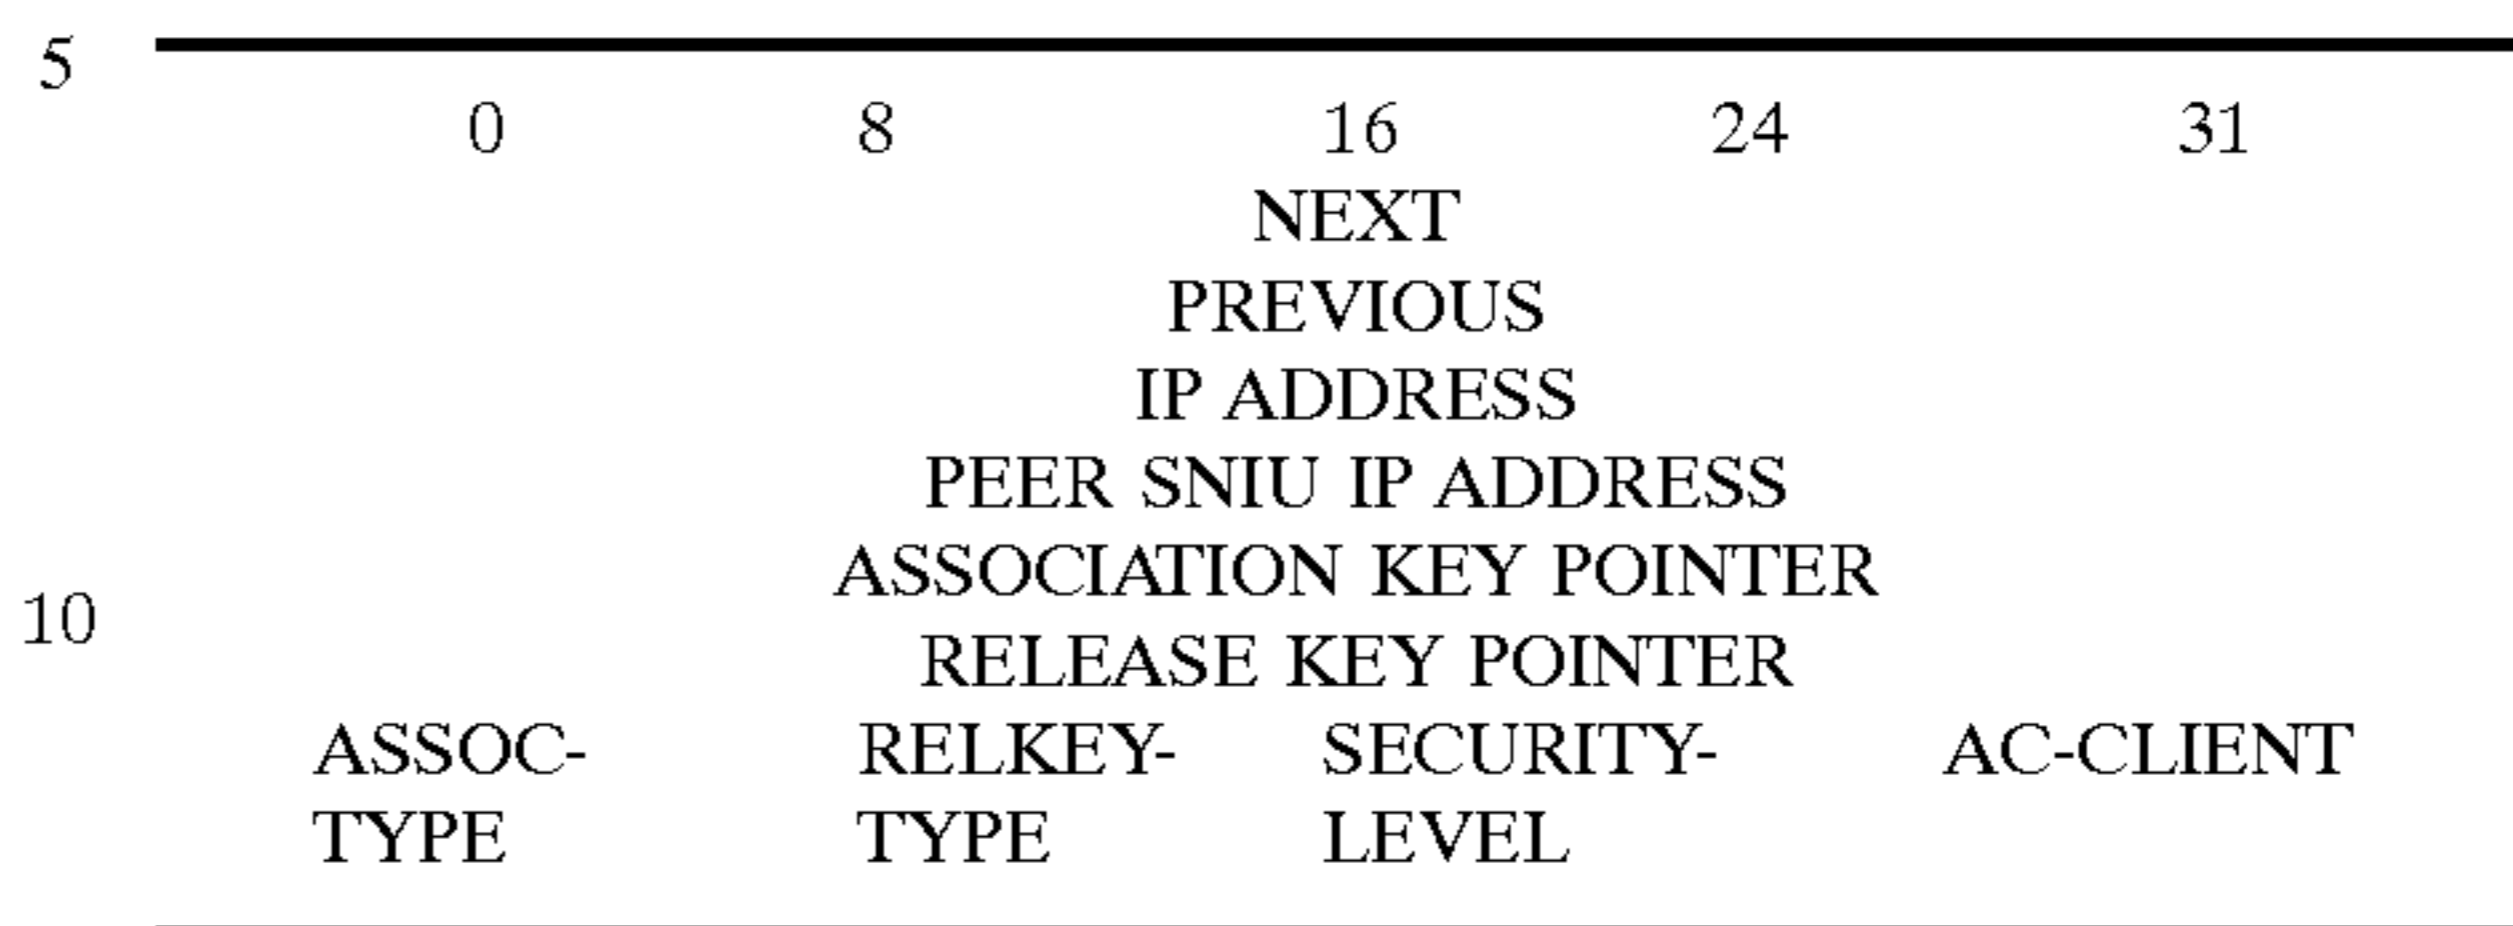 5
0 8 16 24 31
NEXT
PREVIOUS
IP ADDRESS
PEER SNIU IP ADDRESS
ASSOCIATION KEY POINTER
10
RELEASE KEY POINTER
ASSOC- RELKEY- SECURITY- AC-CLIENT
TYPE TYPE LEVEL